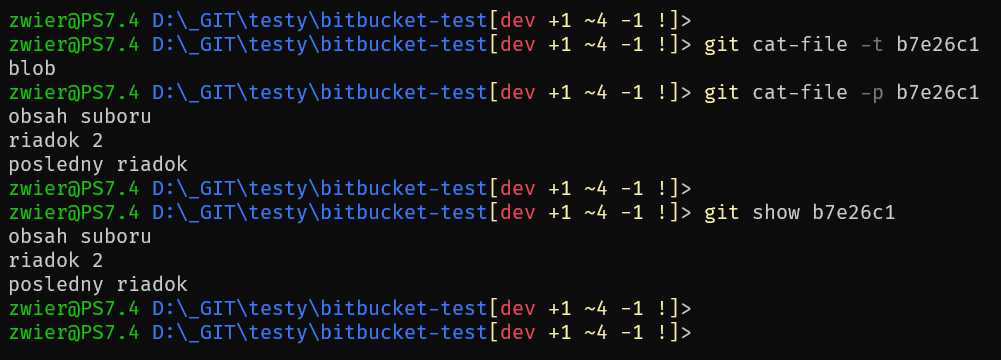 zwier@PS7.4 D:\_GIT\testy\bitbucket-test[dev +1 ~4 -1 !]>
zwier@PS7.4 D:\_GIT\testy\bitbucket-test[dev +1 ~4 -1 !]> git cat-file -t b7e26c1
blob
zwier@PS7.4 D:\_GIT\testy\bitbucket-test[dev +1 ~4 -1 !]> git cat-file -p b7e26c1
obsah suboru
riadok 2
posledny riadok
zwier@PS7.4 D:\_GIT\testy\bitbucket-test[dev +1 ~4 -1 !]>
zwier@PS7.4 D:\_GIT\testy\bitbucket-test[dev +1 ~4 -1 !]> git show b7e26c1
obsah suboru
riadok 2
posledny riadok
zwier@PS7.4 D:\_GIT\testy\bitbucket-test[dev +1 ~4 -1 !]>
zwier@PS7.4 D:\_GIT\testy\bitbucket-test[dev +1 ~4 -1 !]>